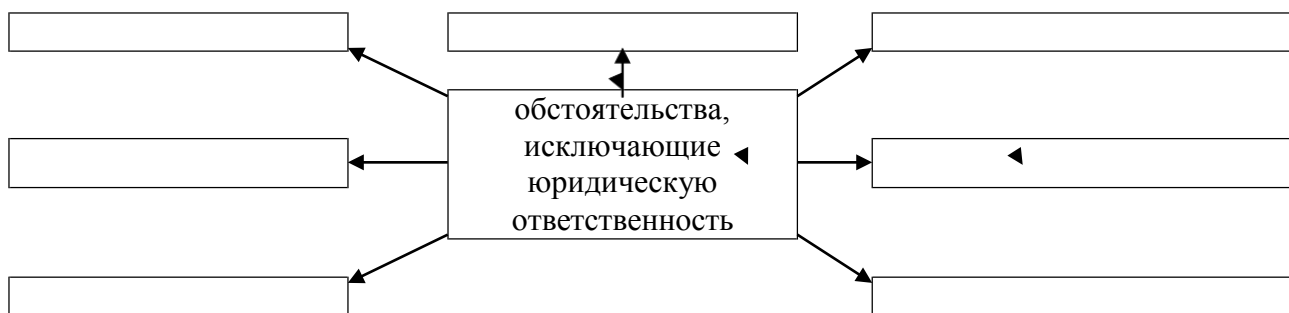 обстоятельства,
исключающие
юридическую
ответственность